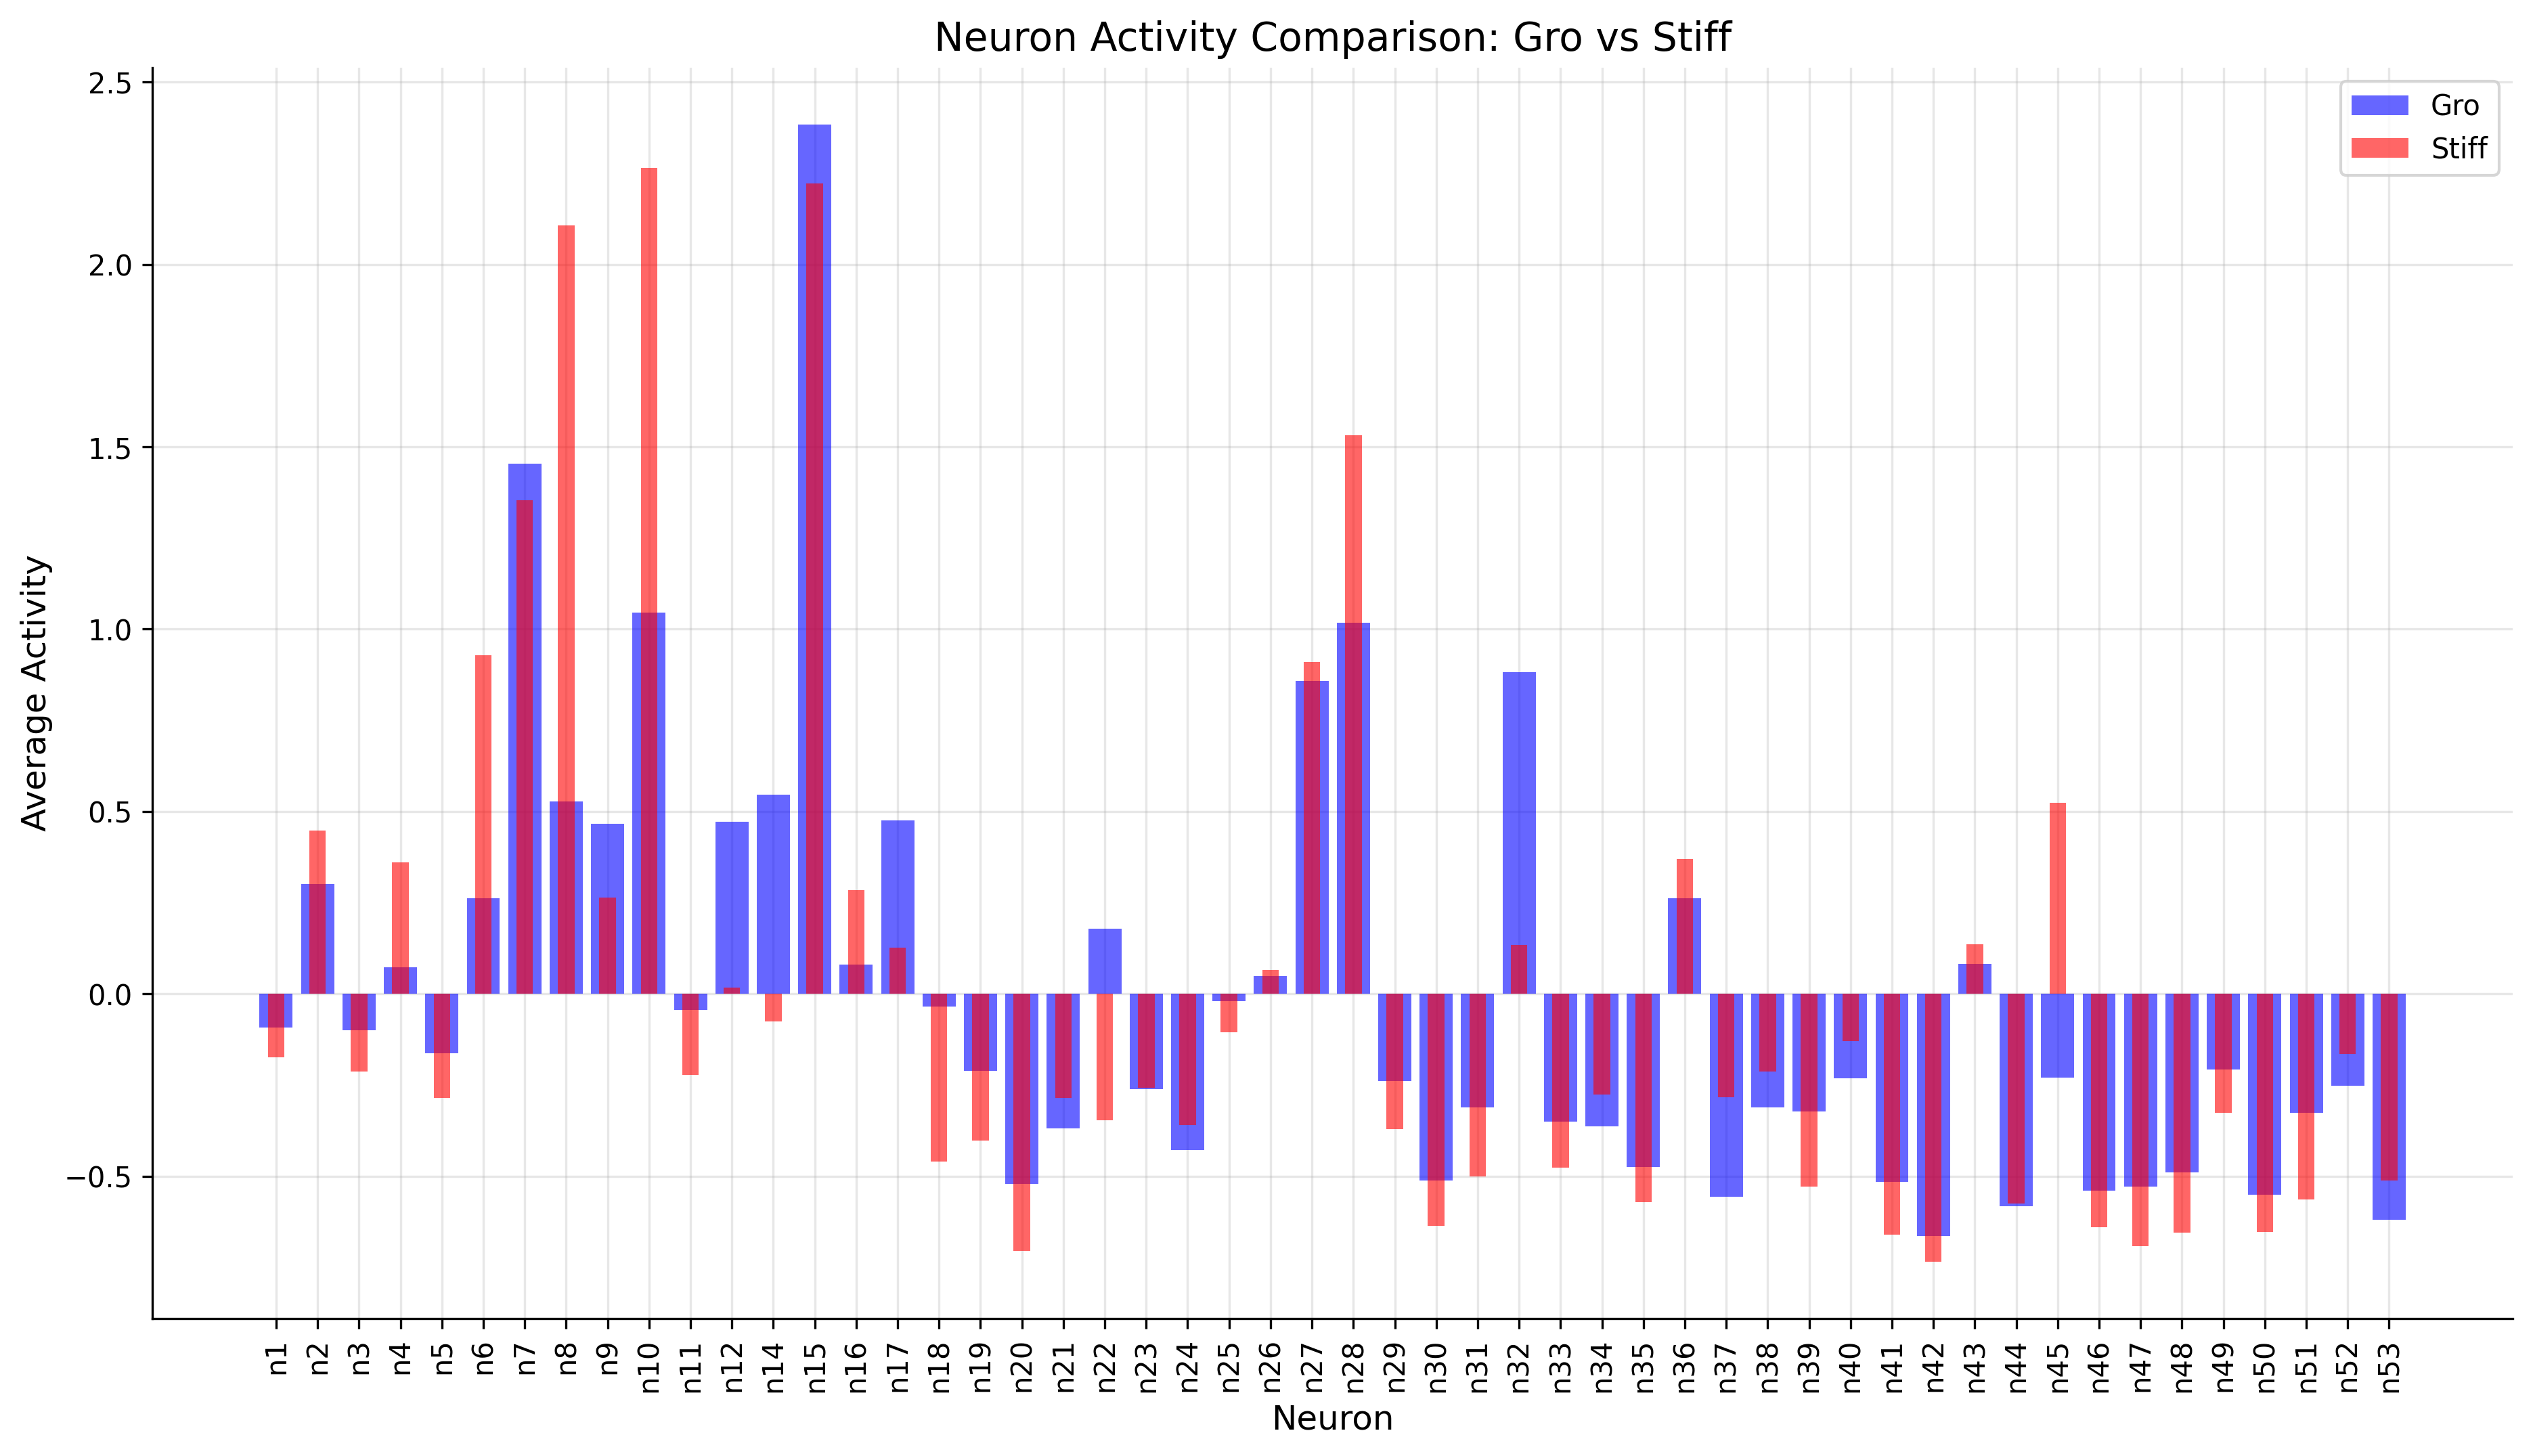 Neuron Activity Comparison: Gro vs Stiff
Gro
Stiff
2.5
2.0
1.5
1.0
0.5
0.0
−0.5
Average Activity
n1 n2 n3 n4 n5 n6 n7 n8 n9 n10 n11 n12 n14 n15 n16 n17 n18 n19 n20 n21 n22 n23 n24 n25 n26 n27 n28 n29 n30 n31 n32 n33 n34 n35 n36 n37 n38 n39 n40 n41 n42 n43 n44 n45 n46 n47 n48 n49 n50 n51 n52 n53
Neuron